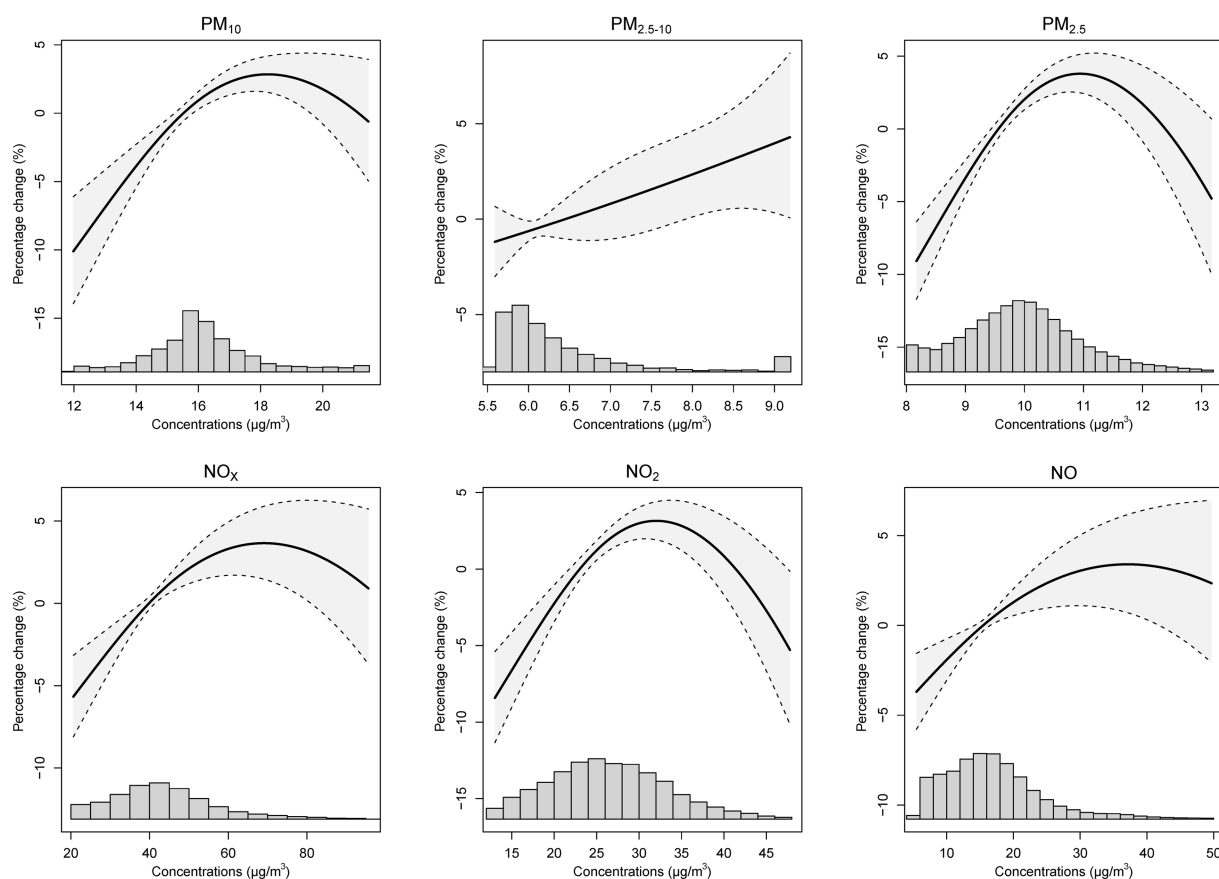 PM₁₀
PM₂.₅₋₁₀
PM₂.₅
Percentage change (%)
5
0
−5
−10
−15
12 14 16 18 20
Concentrations (µg/m³)
Percentage change (%)
5
0
−5
5.5 6.0 6.5 7.0 7.5 8.0 8.5 9.0
Concentrations (µg/m³)
Percentage change (%)
5
0
−5
−10
−15
8 9 10 11 12 13
Concentrations (µg/m³)
NOₓ
NO₂
NO
Percentage change (%)
5
0
−5
−10
20 40 60 80
Concentrations (µg/m³)
Percentage change (%)
5
0
−5
−10
−15
15 20 25 30 35 40 45
Concentrations (µg/m³)
Percentage change (%)
5
0
−5
−10
10 20 30 40 50
Concentrations (µg/m³)